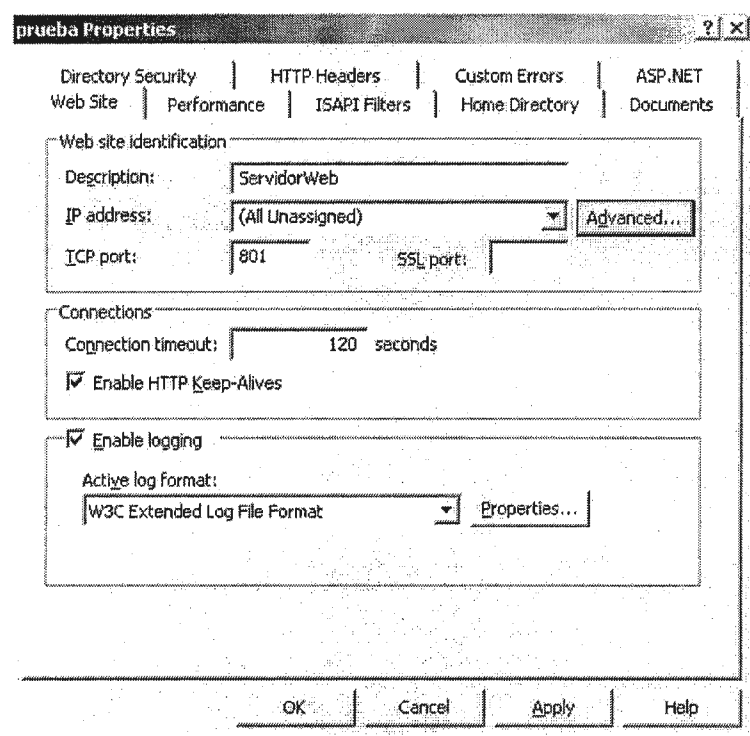 prueba Properties ? ×
Directory Security HTTP Headers Custom Errors ASP.NET
Web Site Performance ISAPI Filters Home Directory Documents
Web site identification
Description: ServidorWeb
IP address: (All Unassigned) Advanced...
TCP port: 801 SSL port:
Connections
Connection timeout: 120 seconds
Enable HTTP Keep-Alives
Enable logging
Active log format:
W3C Extended Log File Format Properties...
OK Cancel Apply Help